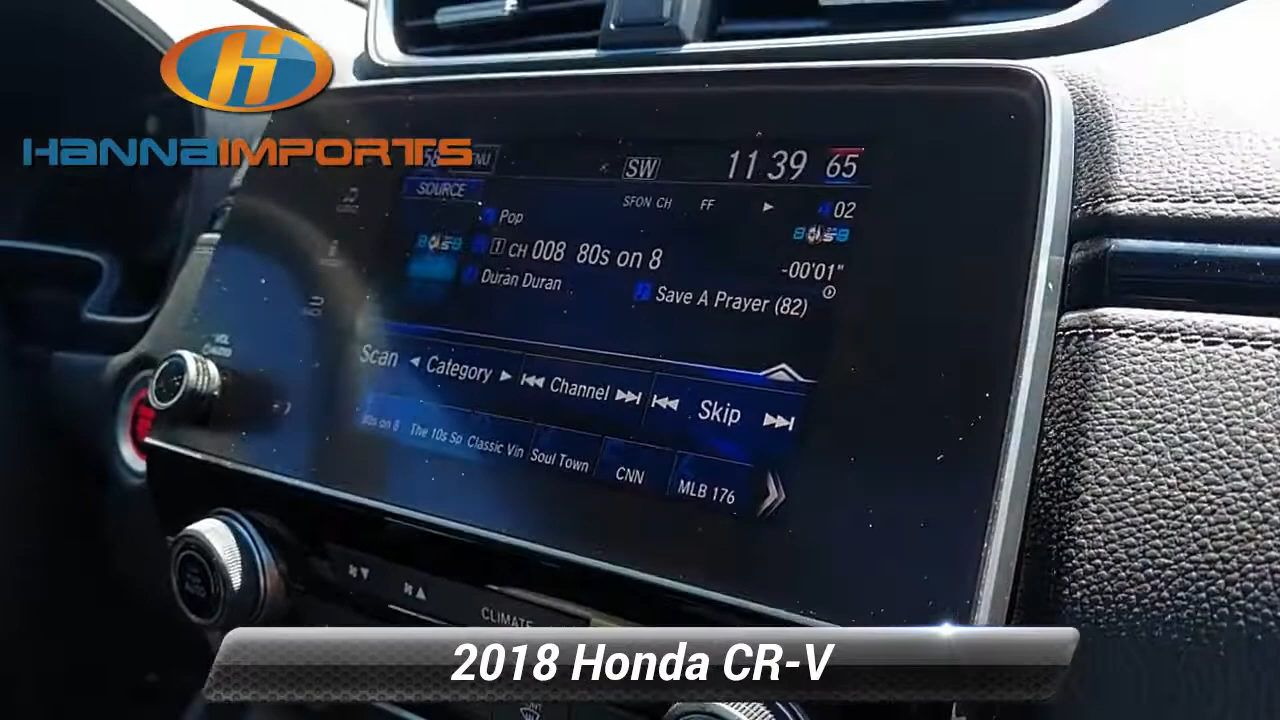 HANNAIMPORTS
SW
11 39
65
SOURCE
SFON CH
FF
02
Pop
1 CH 008 80s on 8
-00'01"
Duran Duran
Save A Prayer (82)
Scan
Category
Channel
Skip
80s on 8
The 10s Sp
Classic Vin
Soul Town
CNN
MLB 176
CLIMATE
2018 Honda CR-V